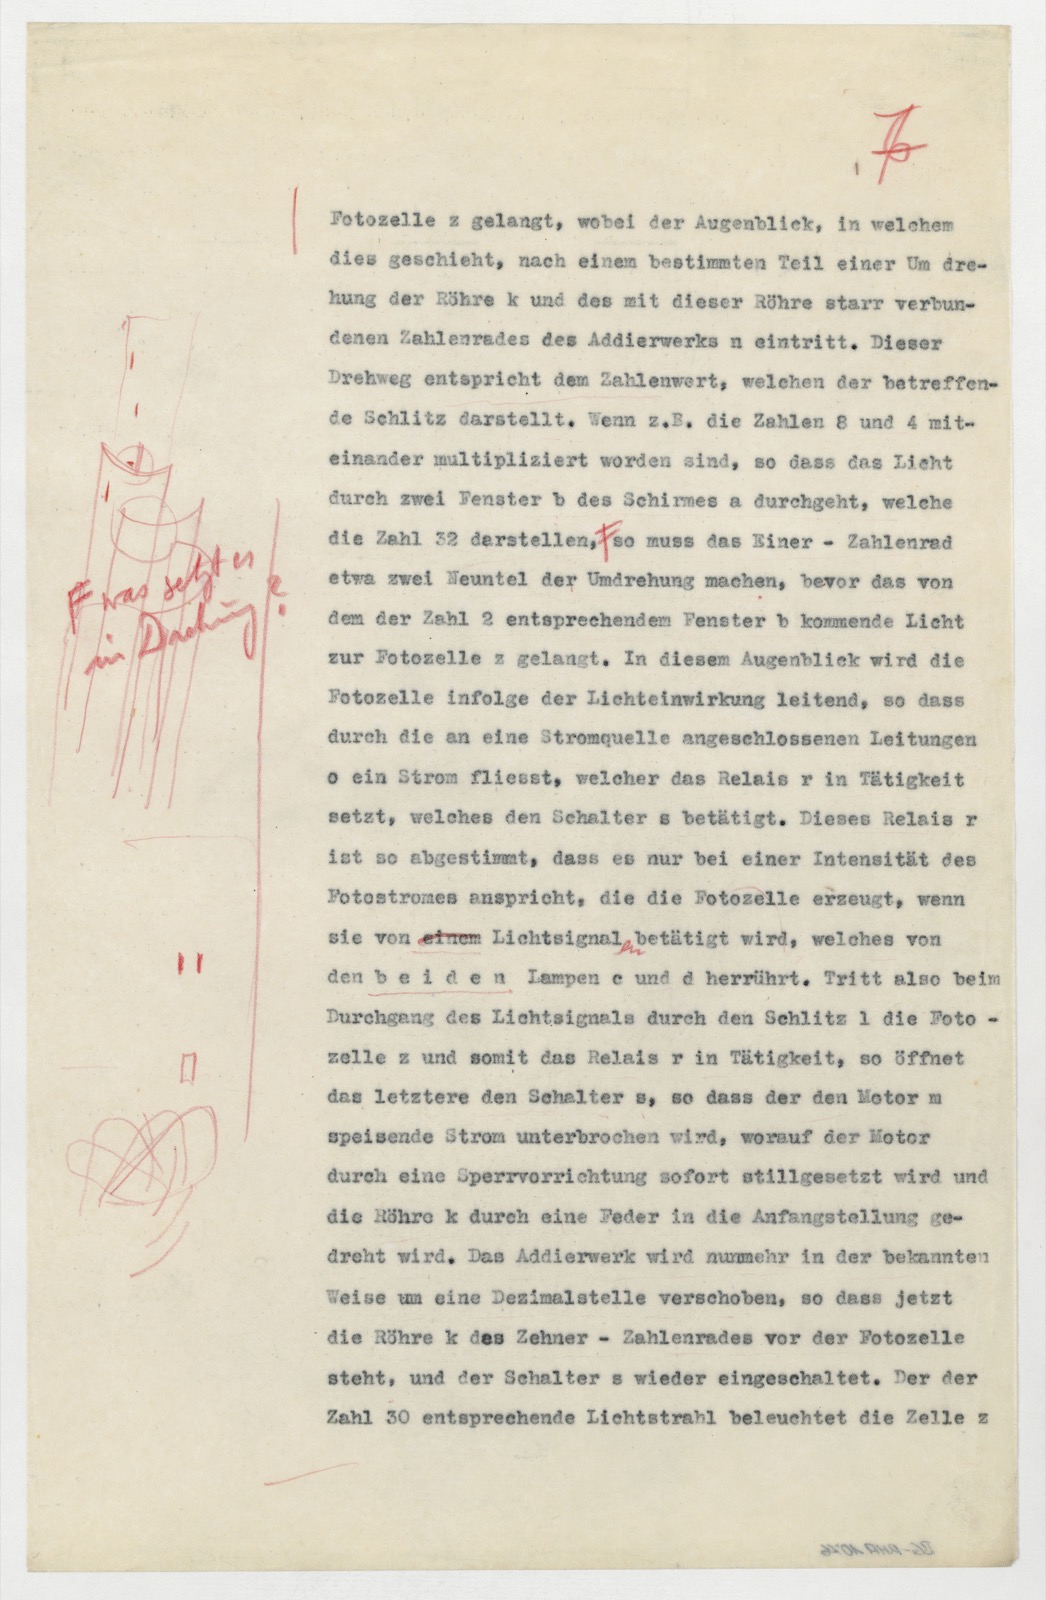 Fotozelle z gelangt, wobei der Augenblick, in welchem
dies geschieht, nach einem bestimmten Teil einer Um dre-
hung der Röhre k und des mit dieser Röhre starr verbun-
denen Zahlenrades des Addierwerks n eintritt. Dieser
Drehweg entspricht dem Zahlenwert, welchen der betreffen-
de Schlitz darstellt. Wenn z.B. die Zahlen 8 und 4 mit-
einander multipliziert worden sind, so dass das Licht
durch zwei Fenster b des Schirmes a durchgeht, welche
die Zahl 32 darstellen, F so muss das Einer - Zahlenrad
F was setzt es
in Drehung?
etwa zwei Neuntel der Umdrehung machen, bevor das von
dem der Zahl 2 entsprechendem Fenster b kommende Licht
zur Fotozelle z gelangt. In diesem Augenblick wird die
Fotozelle infolge der Lichteinwirkung leitend, so dass
durch die an eine Stromquelle angeschlossenen Leitungen
o ein Strom fliesst, welcher das Relais r in Tätigkeit
setzt, welches den Schalter s betätigt. Dieses Relais r
ist so abgestimmt, dass es nur bei einer Intensität des
Fotostromes anspricht, die die Fotozelle erzeugt, wenn
sie von einem Lichtsignalen betätigt wird, welches von
den b e i d e n Lampen c und d herrührt. Tritt also beim
Durchgang des Lichtsignals durch den Schlitz l die Foto -
zelle z und somit das Relais r in Tätigkeit, so öffnet
das letztere den Schalter s, so dass der den Motor m
speisende Strom unterbrochen wird, worauf der Motor
durch eine Sperrvorrichtung sofort stillgesetzt wird und
die Röhre k durch eine Feder in die Anfangstellung ge-
dreht wird. Das Addierwerk wird nunmehr in der bekannten
Weise um eine Dezimalstelle verschoben, so dass jetzt
die Röhre k des Zehner - Zahlenrades vor der Fotozelle
steht, und der Schalter s wieder eingeschaltet. Der der
Zahl 30 entsprechende Lichtstrahl beleuchtet die Zelle z